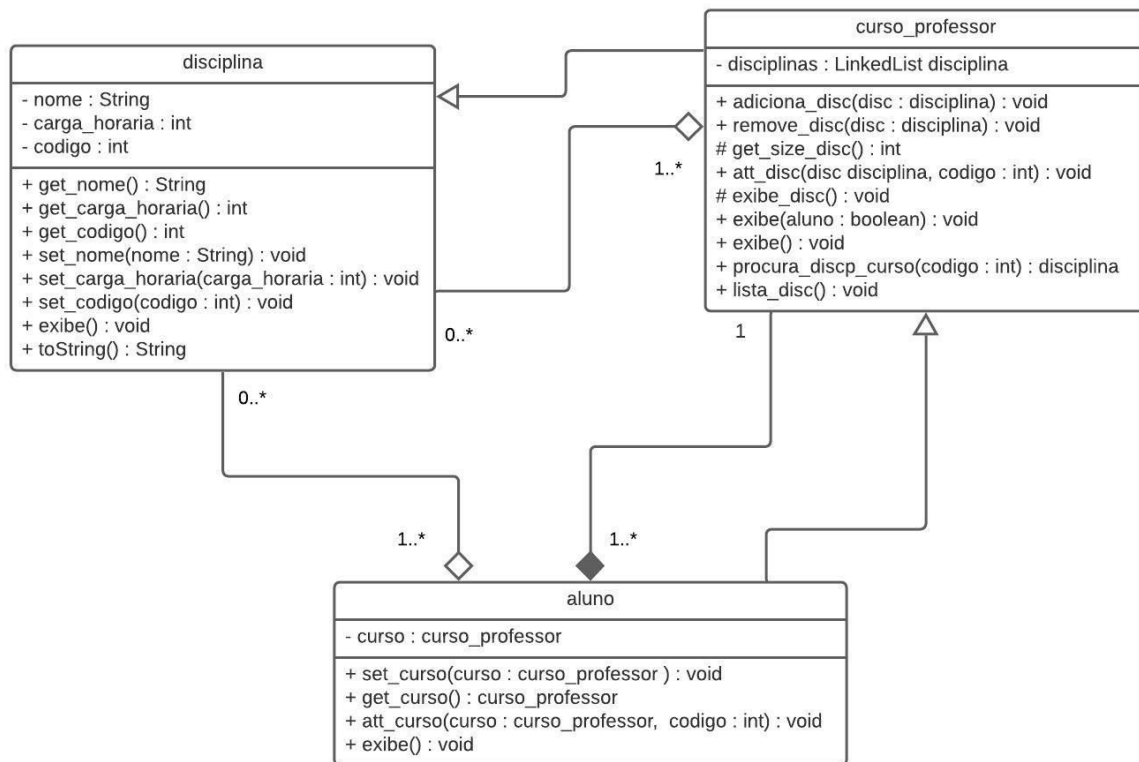 disciplina
- nome : String
- carga_horaria : int
- codigo : int
+ get_nome() : String
+ get_carga_horaria() : int
+ get_codigo() : int
+ set_nome(nome : String) : void
+ set_carga_horaria(carga_horaria : int) : void
+ set_codigo(codigo : int) : void
+ exibe() : void
+ toString() : String
curso_professor
- disciplinas : LinkedList disciplina
+ adiciona_disc(disc : disciplina) : void
+ remove_disc(disc : disciplina) : void
# get_size_disc() : int
+ att_disc(disc disciplina, codigo : int) : void
# exibe_disc() : void
+ exibe(aluno : boolean) : void
+ exibe() : void
+ procura_discp_curso(codigo : int) : disciplina
+ lista_disc() : void
1..*
0..*
1
0..*
1..*
1..*
aluno
- curso : curso_professor
+ set_curso(curso : curso_professor ) : void
+ get_curso() : curso_professor
+ att_curso(curso : curso_professor, codigo : int) : void
+ exibe() : void